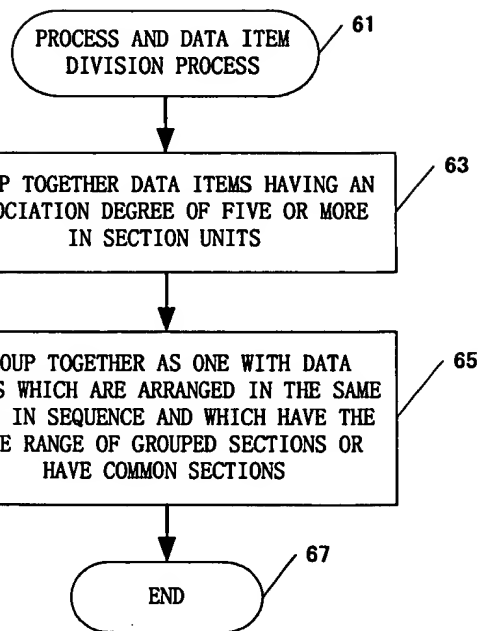 PROCESS AND DATA ITEM
DIVISION PROCESS
61
P TOGETHER DATA ITEMS HAVING AN
OCIATION DEGREE OF FIVE OR MORE
IN SECTION UNITS
63
OUP TOGETHER AS ONE WITH DATA
S WHICH ARE ARRANGED IN THE SAME
IN SEQUENCE AND WHICH HAVE THE
E RANGE OF GROUPED SECTIONS OR
HAVE COMMON SECTIONS
65
END
67